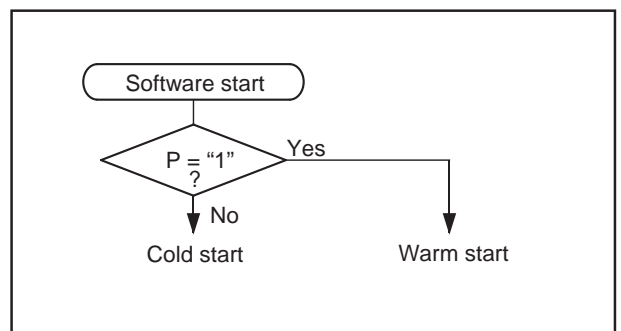 Software start
P = “1”
?
Yes
No
Cold start
Warm start